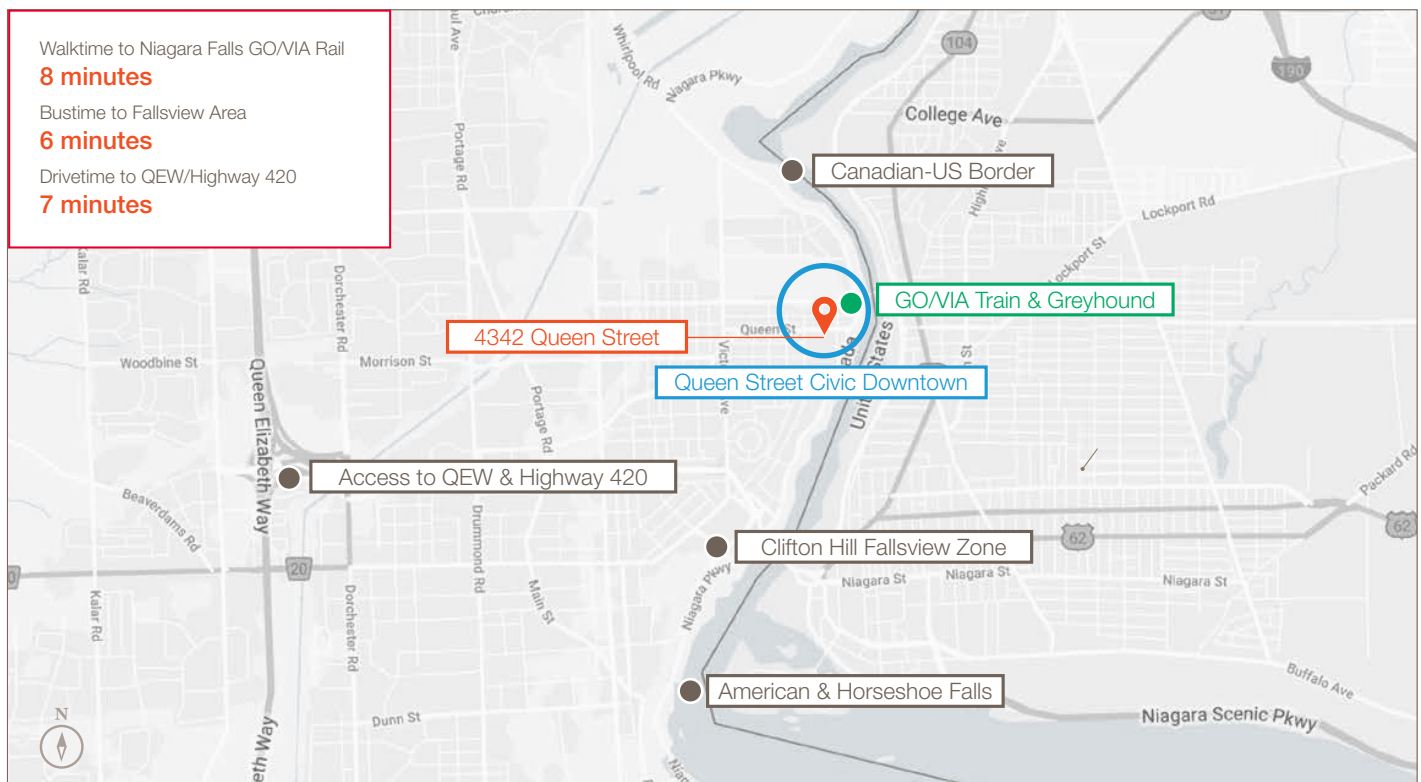 Walktime to Niagara Falls GO/VIA Rail
8 minutes
Bustime to Fallsview Area
6 minutes
Drivetime to QEW/Highway 420
7 minutes
ul Ave
Whirlpool Rd
Niagara Pkwy
104
190
College Ave
Portage Rd
Canadian-US Border
Lockport Rd
Kalar Rd
Dorchester Rd
Lockport St
GO/VIA Train & Greyhound
4342 Queen Street
Queen St
Woodbine St
Morrison St
Queen Street Civic Downtown
Queen Elizabeth Way
Portage Rd
Access to QEW & Highway 420
Beaverdams Rd
Drummond Rd
Packard Rd
62
62
Clifton Hill Fallsview Zone
20
Niagara St
Niagara St
Niagara St
Kalar Rd
Dorchester Rd
Main St
Niagara Pkwy
American & Horseshoe Falls
Buffalo Ave
Niagara Scenic Pkwy
Dunn St
N
eth Way